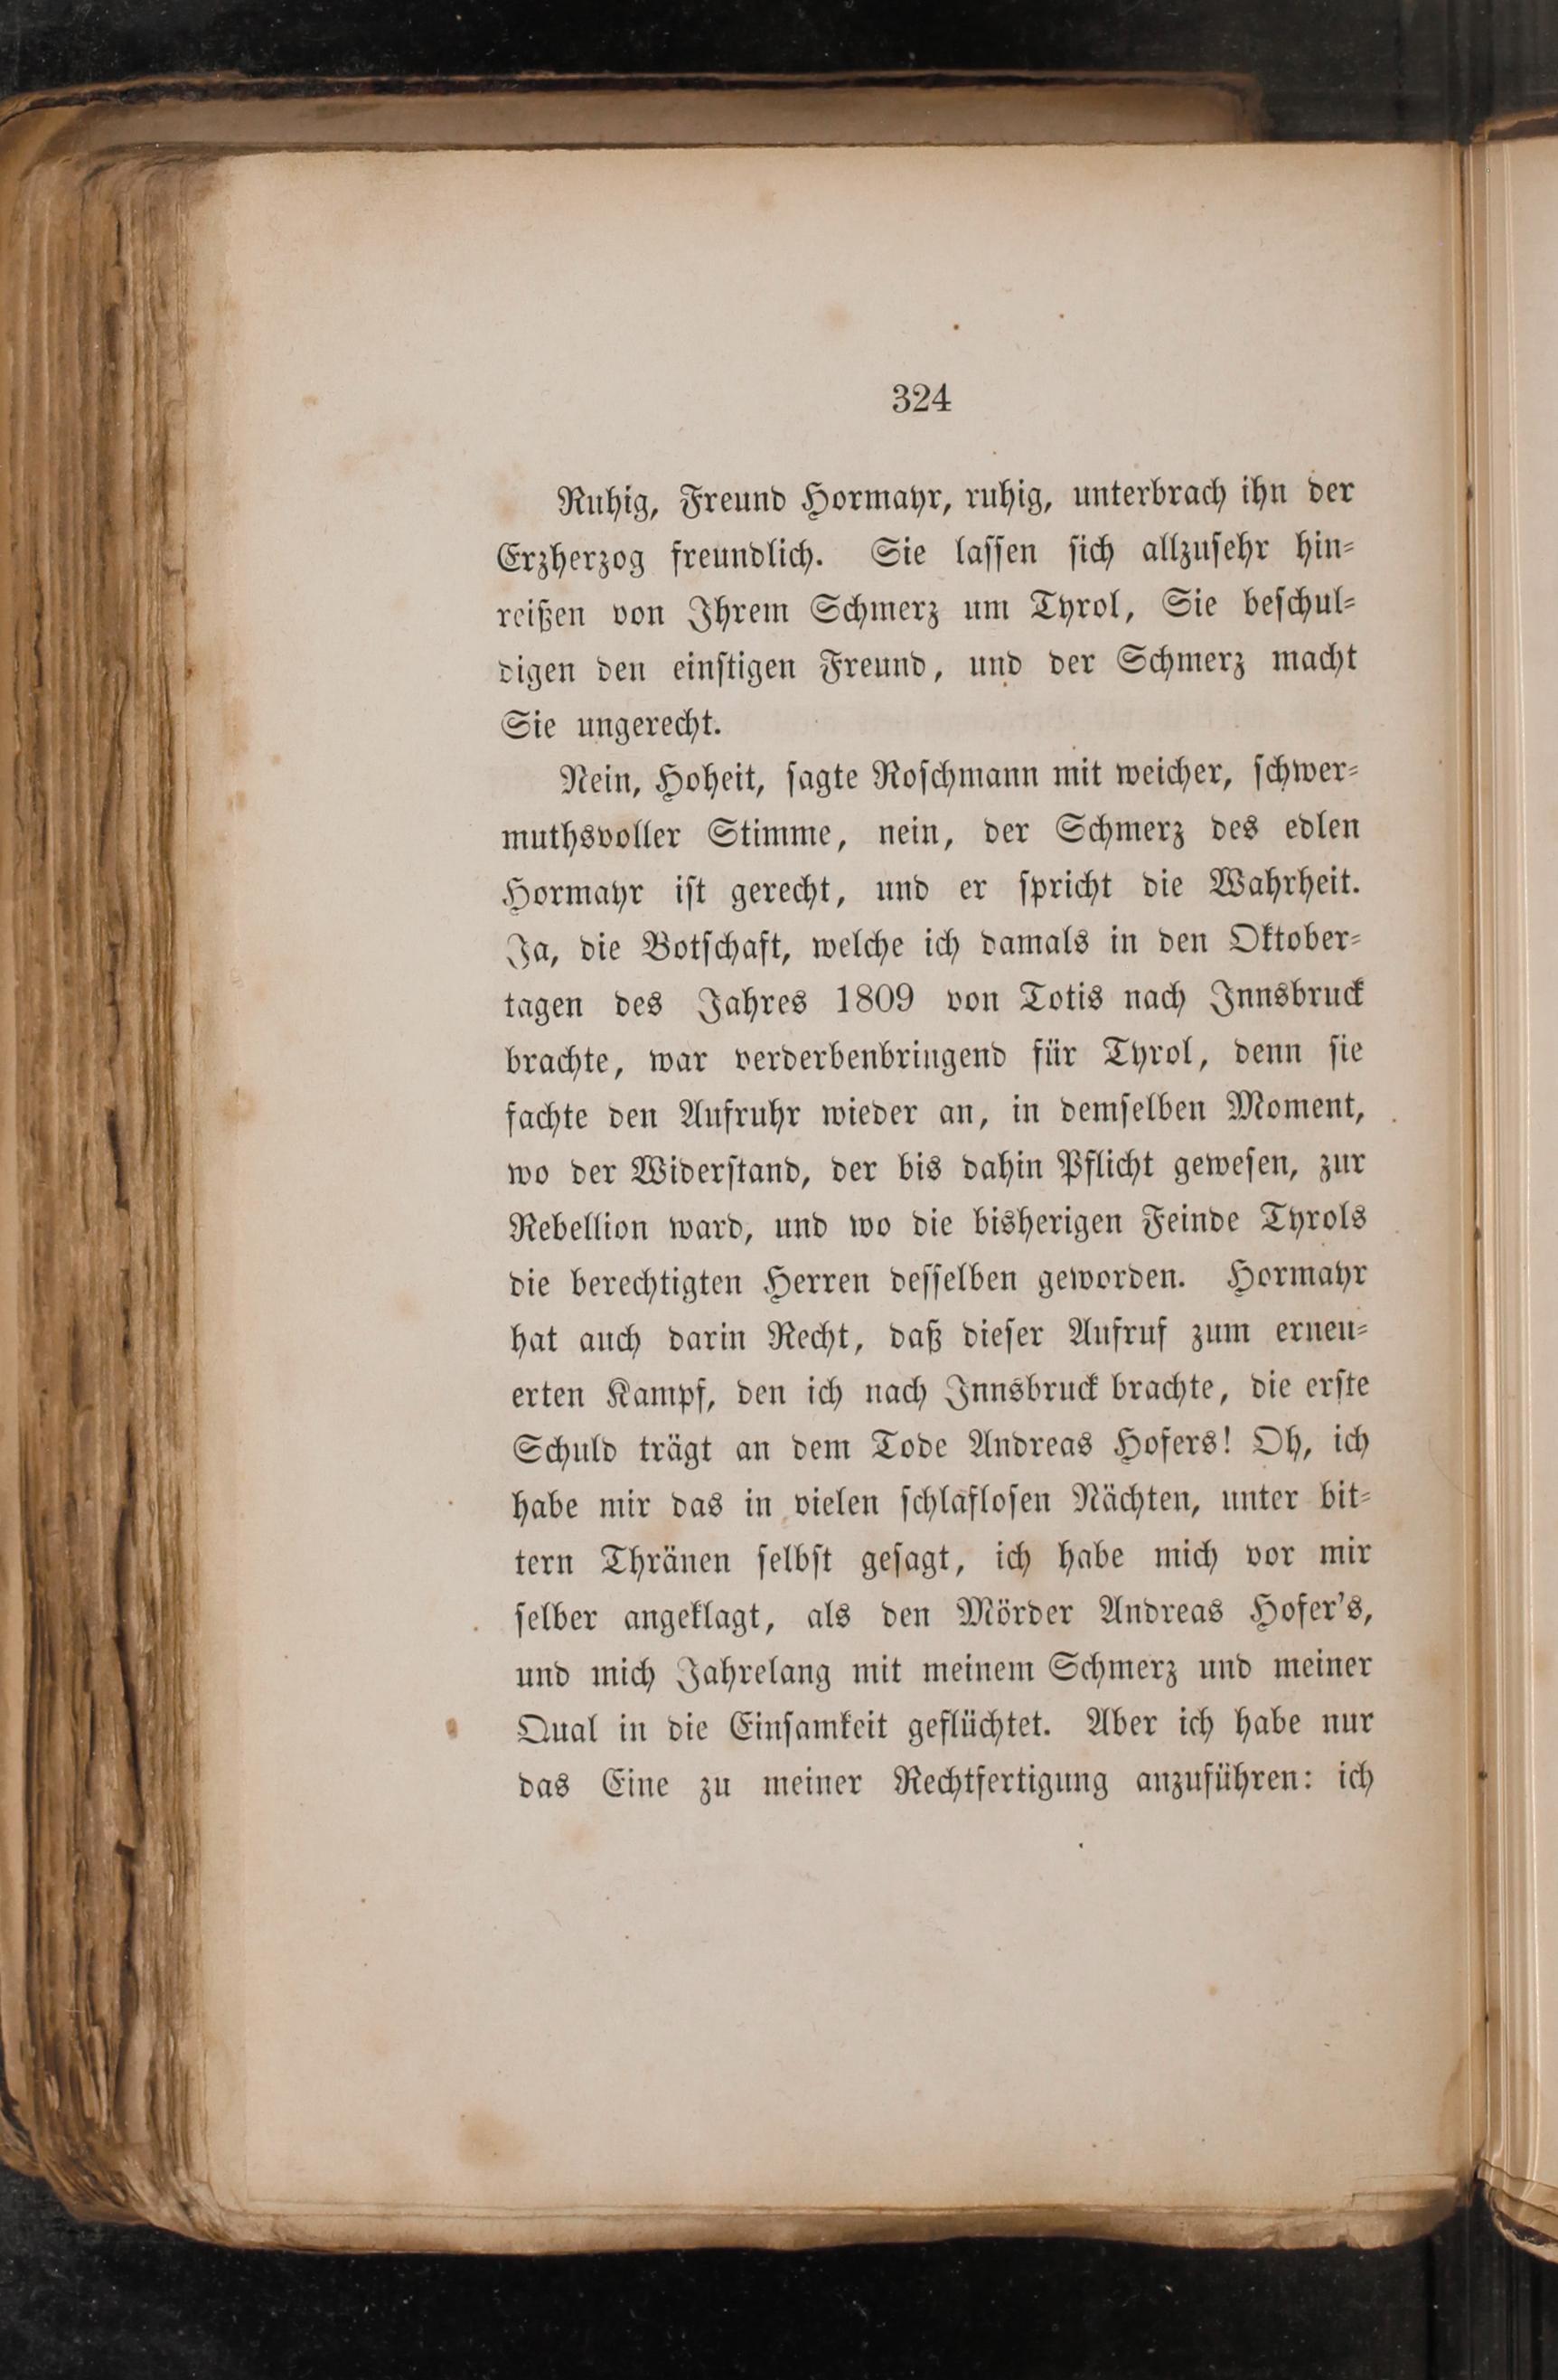 324
Ruhig, Freund Hormayr, ruhig, unterbrach ihn der
Erzherzog freundlich. Sie lassen sich allzusehr hin-
reißen von Ihrem Schmerz um Tyrol, Sie beschul-
digen den einstigen Freund, und der Schmerz macht
Sie ungerecht.
Nein, Hoheit, sagte Roschmann mit weicher, schwer-
muthsvoller Stimme, nein, der Schmerz des edlen
Hormayr ist gerecht, und er spricht die Wahrheit.
Ja, die Botschaft, welche ich damals in den Oktober-
tagen des Jahres 1809 von Totis nach Innsbruck
brachte, war verderbenbringend für Tyrol, denn sie
fachte den Aufruhr wieder an, in demselben Moment,
wo der Widerstand, der bis dahin Pflicht gewesen, zur
Rebellion ward, und wo die bisherigen Feinde Tyrols
die berechtigten Herren desselben geworden. Hormayr
hat auch darin Recht, daß dieser Aufruf zum erneu-
erten Kampf, den ich nach Innsbruck brachte, die erste
Schuld trägt an dem Tode Andreas Hofers! Oh, ich
habe mir das in vielen schlaflosen Nächten, unter bit-
tern Thränen selbst gesagt, ich habe mich vor mir
selber angeklagt, als den Mörder Andreas Hofer's,
und mich Jahrelang mit meinem Schmerz und meiner
Qual in die Einsamkeit geflüchtet. Aber ich habe nur
das Eine zu meiner Rechtfertigung anzuführen: ich